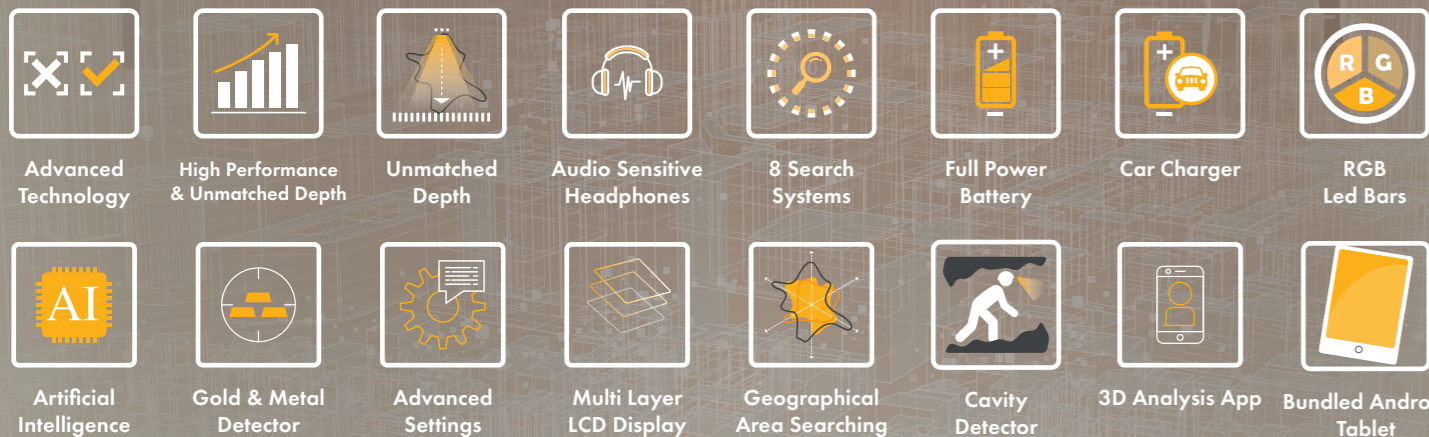 R G
B
Advanced
Technology
High Performance
& Unmatched Depth
Unmatched
Depth
Audio Sensitive
Headphones
8 Search
Systems
Full Power
Battery
Car Charger
RGB
Led Bars
AI
Artificial
Intelligence
Gold & Metal
Detector
Advanced
Settings
Multi Layer
LCD Display
Geographical
Area Searching
Cavity
Detector
3D Analysis App
Bundled Andro
Tablet